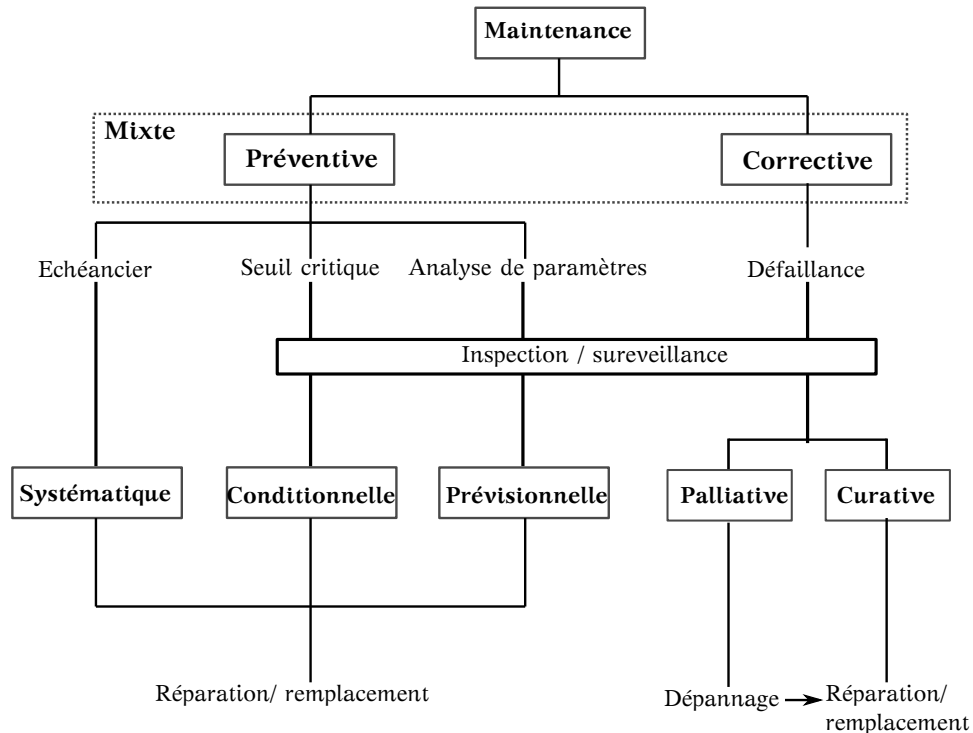 Maintenance
Mixte
Préventive
Corrective
Echéancier
Seuil critique
Analyse de paramètres
Défaillance
Inspection / sureveillance
Systématique
Conditionnelle
Prévisionnelle
Palliative
Curative
Réparation/ remplacement
Dépannage
Réparation/
remplacement